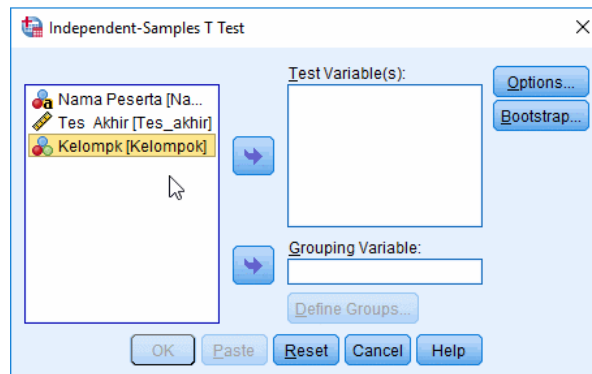 Independent-Samples T Test
Nama Peserta [Na...
Tes Akhir [Tes_akhir]
Kelompk [Kelompok]
Test Variable(s):
Options...
Bootstrap...
Grouping Variable:
Define Groups...
OK
Paste
Reset
Cancel
Help